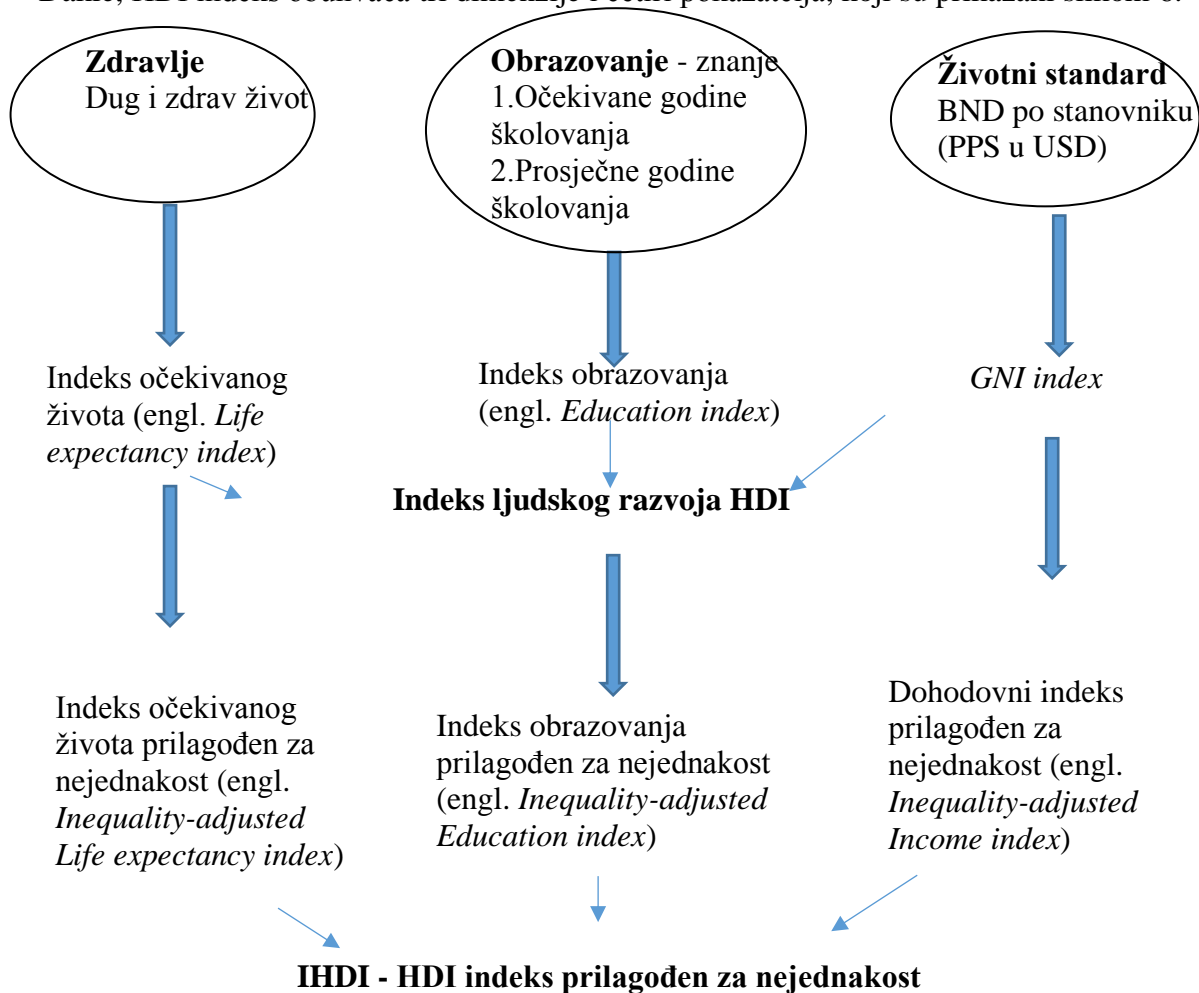 Zdravlje
Dug i zdrav život
Obrazovanje - znanje
1.Očekivane godine
školovanja
2.Prosječne godine
školovanja
Životni standard
BND po stanovniku
(PPS u USD)
Indeks očekivanog
života (engl. Life
expectancy index)
Indeks obrazovanja
(engl. Education index)
GNI index
Indeks ljudskog razvoja HDI
Indeks očekivanog
života prilagođen za
nejednakost (engl.
Inequality-adjusted
Life expectancy index)
Indeks obrazovanja
prilagođen za nejednakost
(engl. Inequality-adjusted
Education index)
Dohodovni indeks
prilagođen za
nejednakost (engl.
Inequality-adjusted
Income index)
IHDI - HDI indeks prilagođen za nejednakost